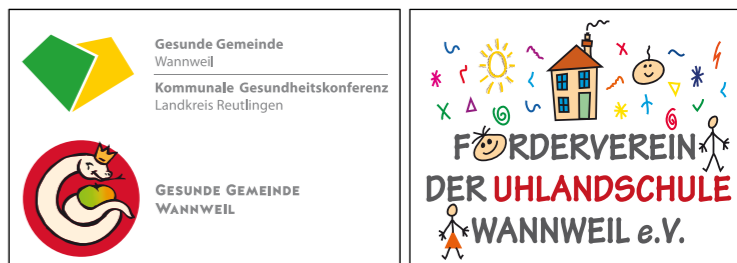 Gesunde Gemeinde
Wannweil
Kommunale Gesundheitskonferenz
Landkreis Reutlingen
GESUNDE GEMEINDE
WANNWEIL
FÖRDERVEREIN
DER UHLANDSCHULE
WANNWEIL e.V.